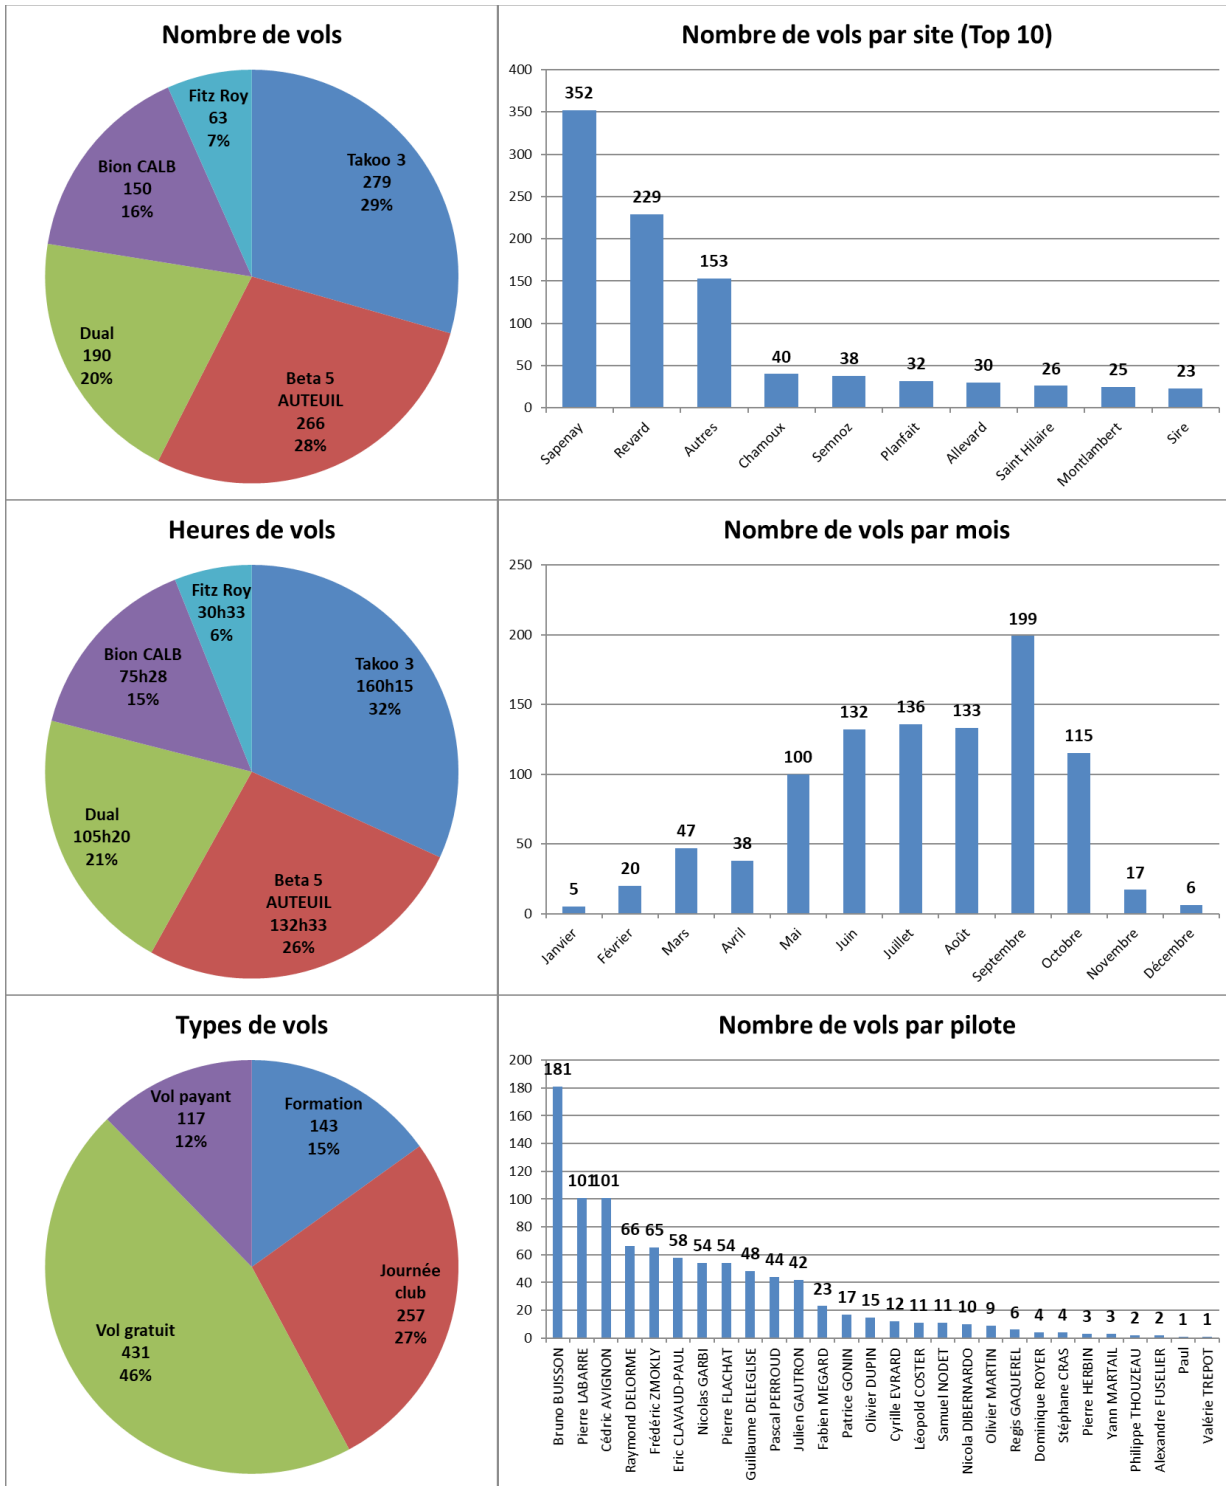 Nombre de vols
Fitz Roy
63
7%
Takoo 3
279
29%
Bion CALB
150
16%
Dual
190
20%
Beta 5
AUTEUIL
266
28%
Nombre de vols par site (Top 10)
400
350
300
250
200
150
100
50
0
352
229
153
40
38
32
30
26
25
23
Sapenay
Revard
Autres
Chamoux
Semnoz
Planfait
Allevard
Saint Hilaire
Montlambert
Sire
Heures de vols
Fitz Roy
30h33
6%
Takoo 3
160h15
32%
Bion CALB
75h28
15%
Dual
105h20
21%
Beta 5
AUTEUIL
132h33
26%
Nombre de vols par mois
250
200
150
100
50
0
5
20
47
38
100
132
136
133
199
115
17
6
Janvier
Février
Mars
Avril
Mai
Juin
Juillet
Août
Septembre
Octobre
Novembre
Décembre
Types de vols
Vol payant
117
12%
Formation
143
15%
Journée
club
257
27%
Vol gratuit
431
46%
Nombre de vols par pilote
200
180
160
140
120
100
80
60
40
20
0
181
101
101
66
65
58
54
54
48
44
42
23
17
15
12
11
11
10
9
6
4
4
3
3
2
2
1
1
Bruno BUISSON
Pierre LABARRE
Cédric AVIGNON
Raymond DELORME
Frédéric ZMOKLY
Eric CLAVAUD-PAUL
Nicolas GARBI
Pierre FLACHAT
Guillaume DELEGLISE
Pascal PERROUD
Julien GAUTRON
Fabien MEGARD
Patrice GONIN
Olivier DUPIN
Cyrille EVRARD
Léopold COSTER
Samuel NODET
Nicola DIBERNARDO
Olivier MARTIN
Regis GAQUEREL
Dominique ROYER
Stéphane CRAS
Pierre HERBIN
Yann MARTAIL
Philippe THOUZEAU
Alexandre FUSELIER
Paul
Valérie TREPOT